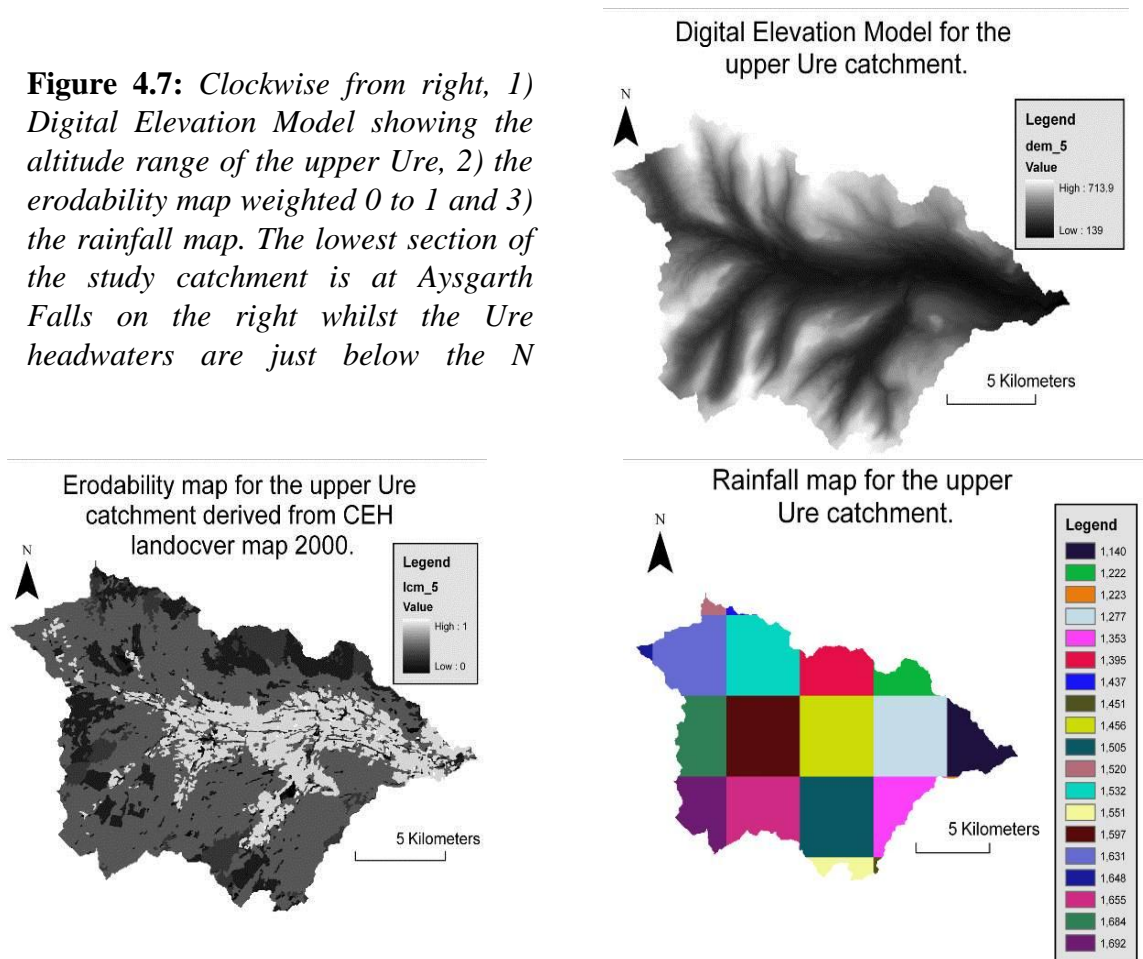 Figure 4.7: Clockwise from right, 1)
Digital Elevation Model showing the
altitude range of the upper Ure, 2) the
erodability map weighted 0 to 1 and 3)
the rainfall map. The lowest section of
the study catchment is at Aysgarth
Falls on the right whilst the Ure
headwaters are just below the N
Digital Elevation Model for the
upper Ure catchment.
N
Legend
dem_5
Value
High : 713.9
Low : 139
5 Kilometers
Erodability map for the upper Ure
catchment derived from CEH
landocver map 2000.
N
Legend
lcm_5
Value
High : 1
Low : 0
5 Kilometers
Rainfall map for the upper
Ure catchment.
N
Legend
1,140
1,222
1,223
1,277
1,353
1,395
1,437
1,451
1,456
1,505
1,520
1,532
1,551
1,597
1,631
1,648
1,655
1,684
1,692
5 Kilometers